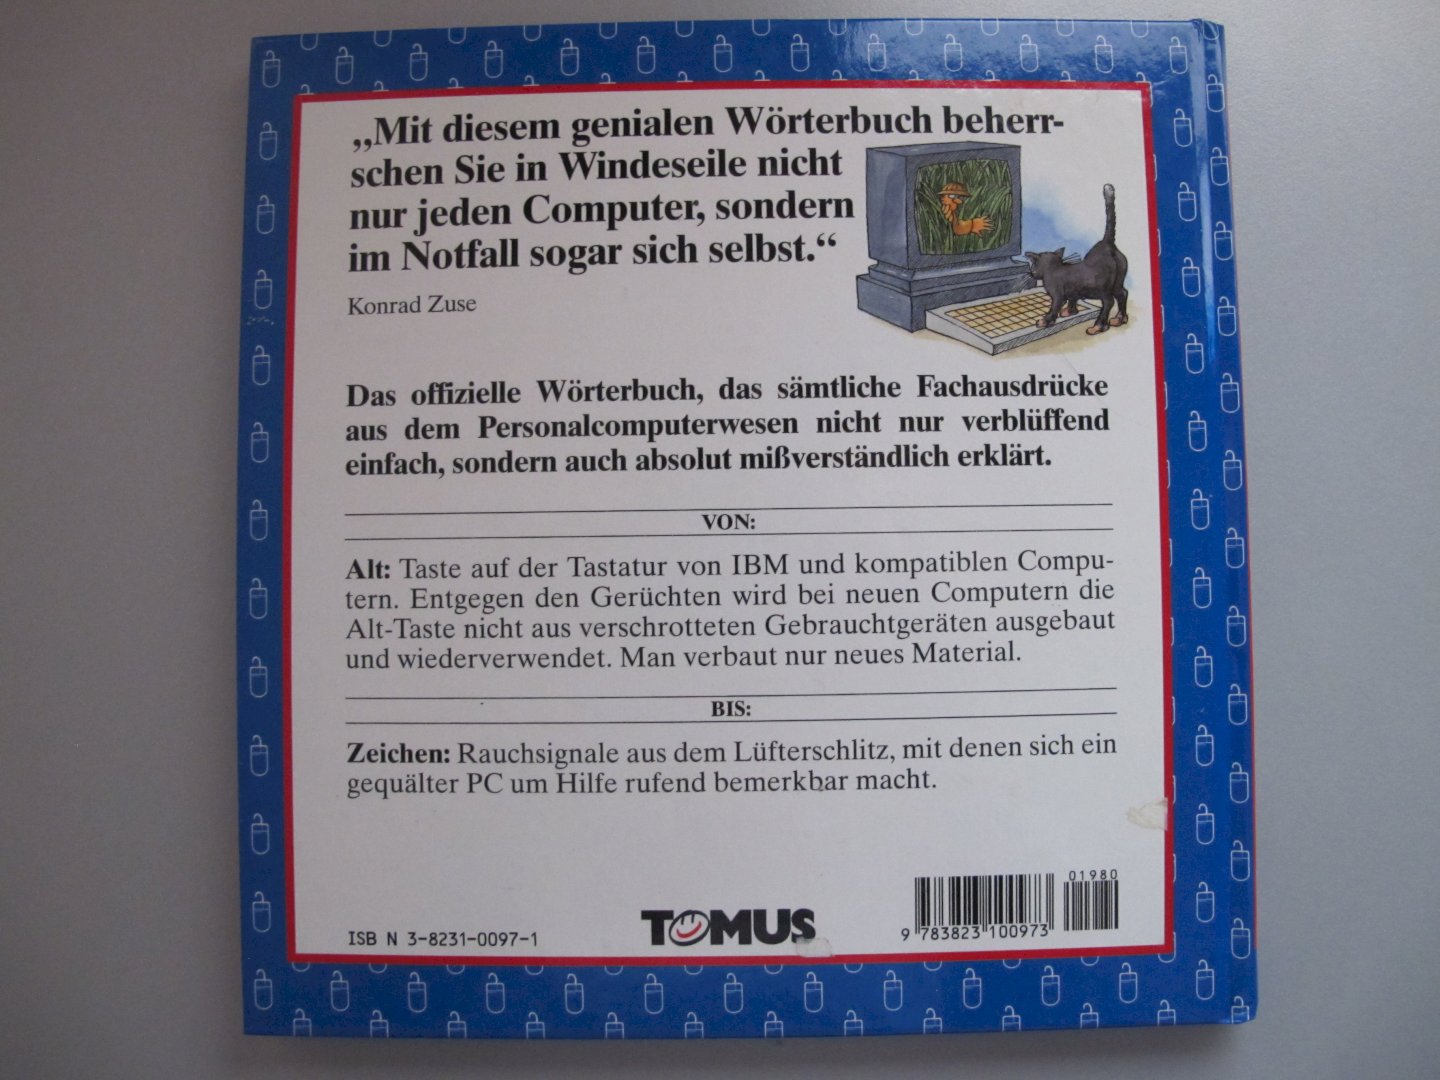 „Mit diesem genialen Wörterbuch beherr-
schen Sie in Windeseile nicht
nur jeden Computer, sondern
im Notfall sogar sich selbst.“
Konrad Zuse
Das offizielle Wörterbuch, das sämtliche Fachausdrücke
aus dem Personalcomputerwesen nicht nur verblüffend
einfach, sondern auch absolut mißverständlich erklärt.
VON:
Alt: Taste auf der Tastatur von IBM und kompatiblen Compu-
tern. Entgegen den Gerüchten wird bei neuen Computern die
Alt-Taste nicht aus verschrotteten Gebrauchtgeräten ausgebaut
und wiederverwendet. Man verbaut nur neues Material.
BIS:
Zeichen: Rauchsignale aus dem Lüfterschlitz, mit denen sich ein
gequälter PC um Hilfe rufend bemerkbar macht.
01980
ISB N 3-8231-0097-1
TOMUS
9 783823 100973